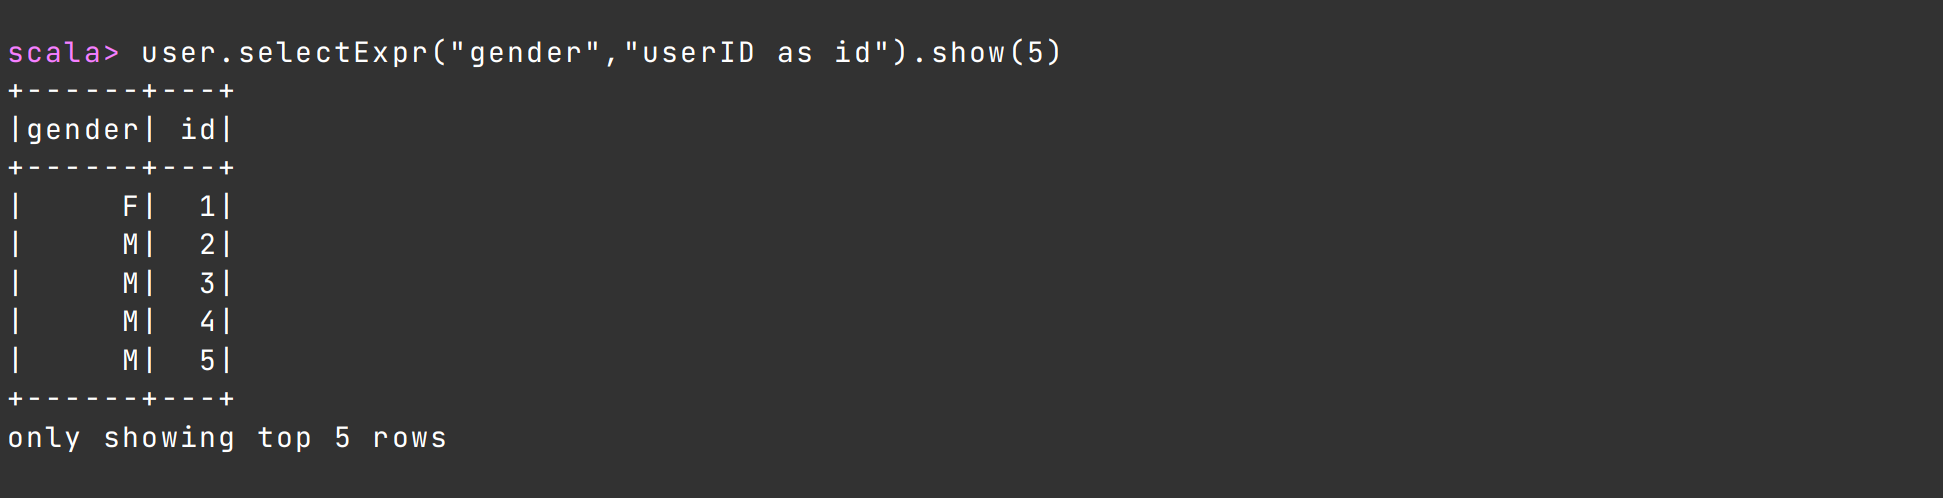 scala> user.selectExpr("gender","userID as id").show(5)
+------+---+
|gender| id|
+------+---+
|     F|  1|
|     M|  2|
|     M|  3|
|     M|  4|
|     M|  5|
+------+---+
only showing top 5 rows